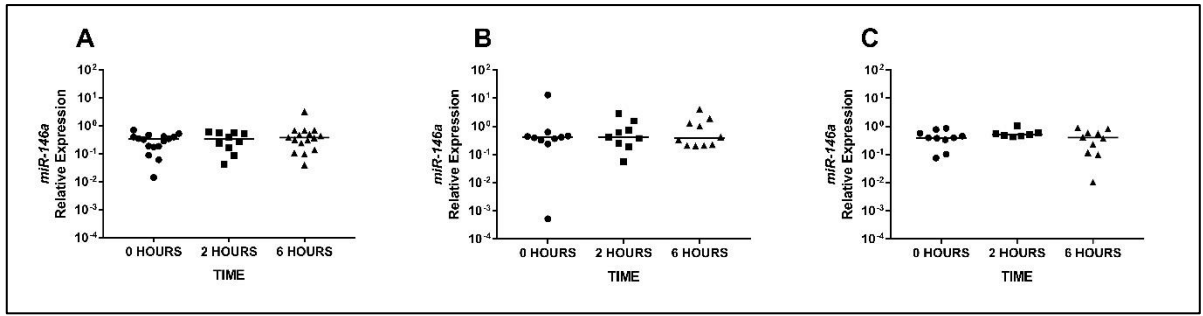 A
miR-146a
Relative Expression
10²
10¹
10⁰
10⁻¹
10⁻²
10⁻³
10⁻⁴
0 HOURS 2 HOURS 6 HOURS
TIME
B
miR-146a
Relative Expression
10²
10¹
10⁰
10⁻¹
10⁻²
10⁻³
10⁻⁴
0 HOURS 2 HOURS 6 HOURS
TIME
C
miR-146a
Relative Expression
10²
10¹
10⁰
10⁻¹
10⁻²
10⁻³
10⁻⁴
0 HOURS 2 HOURS 6 HOURS
TIME